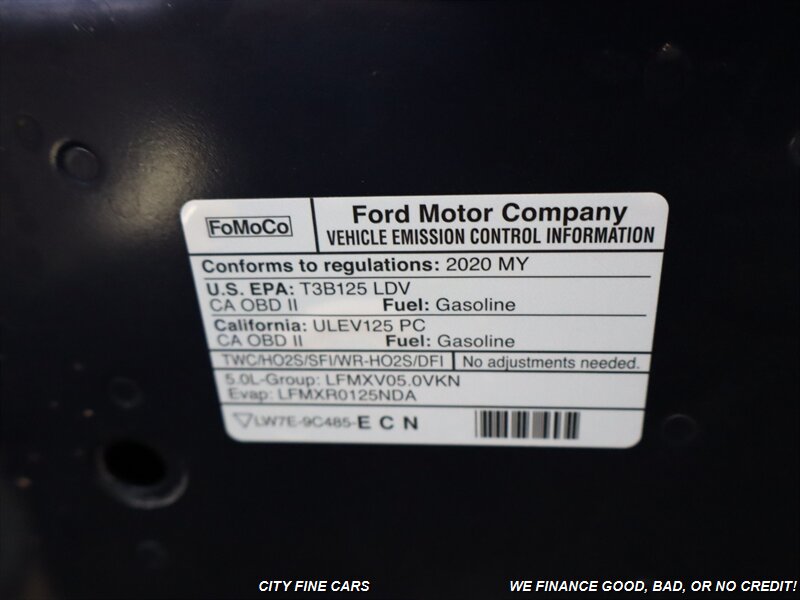 FoMoCo
Ford Motor Company
VEHICLE EMISSION CONTROL INFORMATION
Conforms to regulations: 2020 MY
U.S. EPA: T3B125 LDV
CA OBD II Fuel: Gasoline
California: ULEV125 PC
CA OBD II Fuel: Gasoline
TWC/HO2S/SFI/WR-HO2S/DFI No adjustments needed.
5.0L-Group: LFMXV05.0VKN
Evap: LFMXR0125NDA
LW7E-9C485-E C N
CITY FINE CARS WE FINANCE GOOD, BAD, OR NO CREDIT!